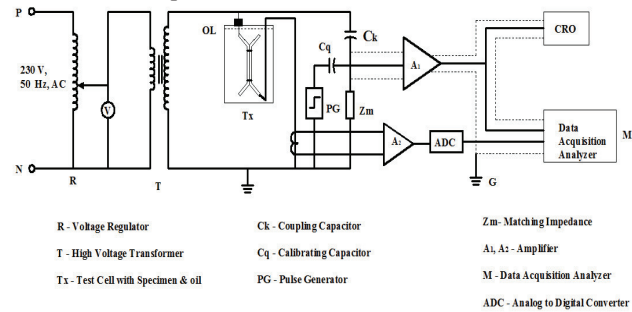 P
OL
Ck
CRO
Cq
A1
230 V,
50 Hz, AC
V
PG
Zm
Tx
Data
Acquisition
Analyzer
M
A2
ADC
N
R
T
G
R - Voltage Regulator
Ck - Coupling Capacitor
Zm- Matching Impedance
T - High Voltage Transformer
Cq - Calibrating Capacitor
A1, A2 - Amplifier
Tx - Test Cell with Specimen & oil
PG - Pulse Generator
M - Data Acquisition Analyzer
ADC - Analog to Digital Converter